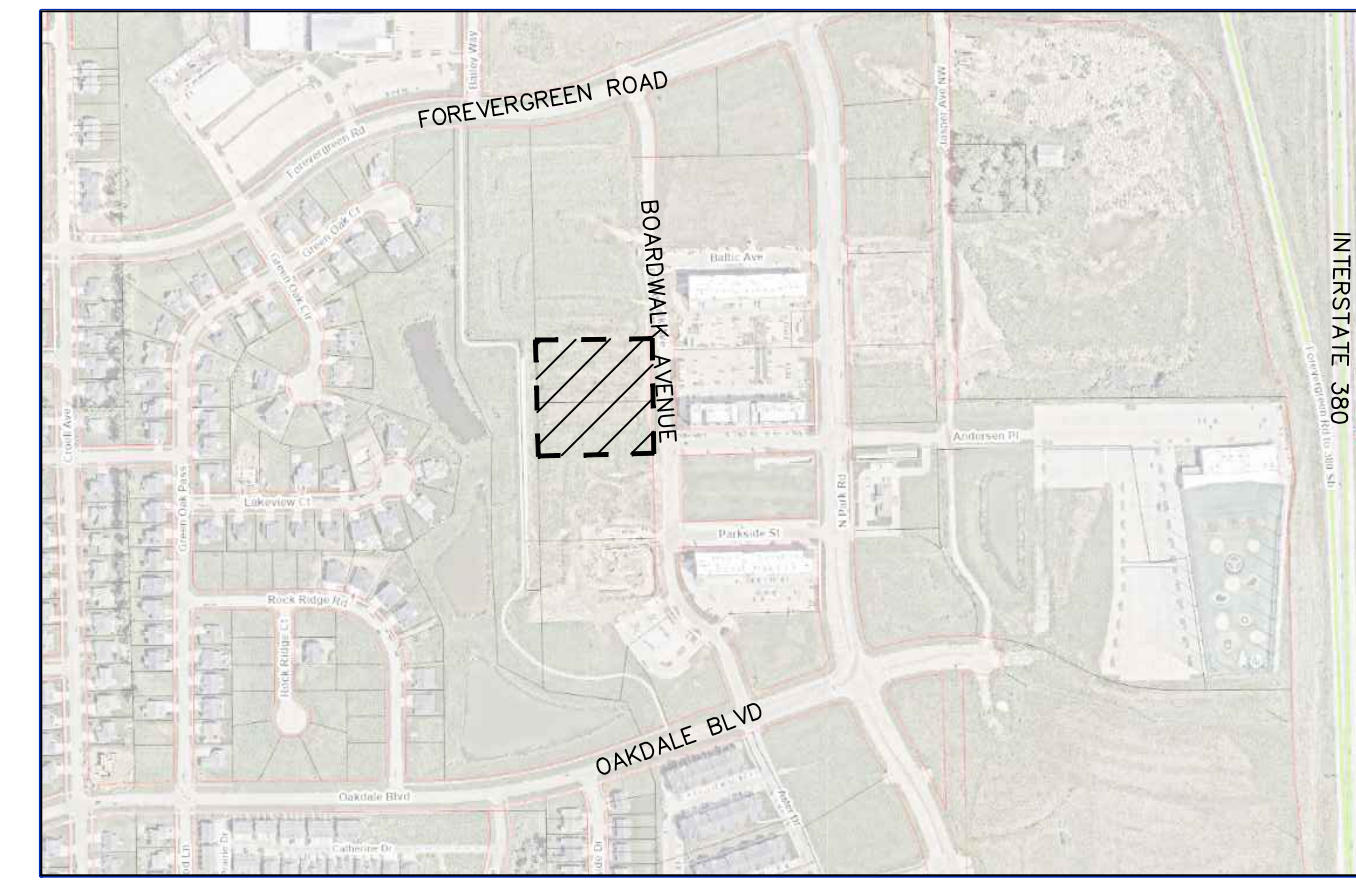 Bailey Way
FOREVERGREEN ROAD
Forevergreen Rd
Jasper Ave NW
Green Oak Ct
Green Oak Cir
BOARDWALK AVENUE
Baltic Ave
INTERSTATE 380
Forevergreen Rd to 380 SB
Croell Ave
Green Oak Pass
Lakeview Ct
Andersen Pl
N Park Rd
Parkside St
Rock Ridge Rd
Rock Ridge Ct
OAKDALE BLVD
Oakdale Blvd
Catherine Dr